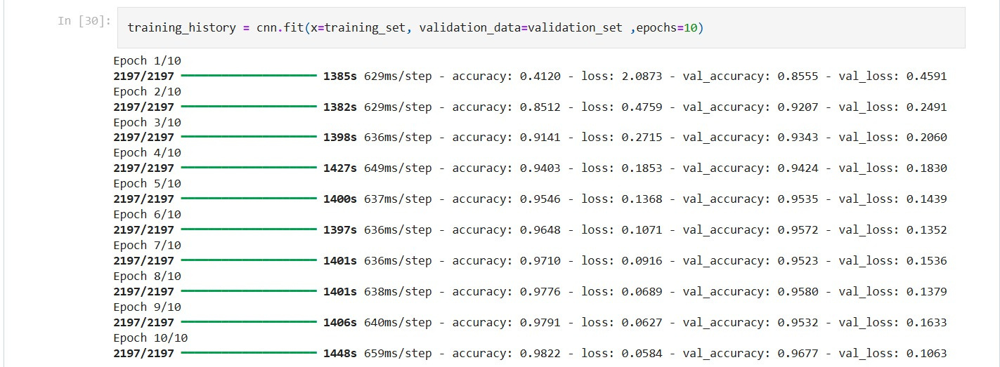 In [30]: training_history = cnn.fit(x=training_set, validation_data=validation_set ,epochs=10)
Epoch 1/10
2197/2197 1385s 629ms/step - accuracy: 0.4120 - loss: 2.0873 - val_accuracy: 0.8555 - val_loss: 0.4591
Epoch 2/10
2197/2197 1382s 629ms/step - accuracy: 0.8512 - loss: 0.4759 - val_accuracy: 0.9207 - val_loss: 0.2491
Epoch 3/10
2197/2197 1398s 636ms/step - accuracy: 0.9141 - loss: 0.2715 - val_accuracy: 0.9343 - val_loss: 0.2060
Epoch 4/10
2197/2197 1427s 649ms/step - accuracy: 0.9403 - loss: 0.1853 - val_accuracy: 0.9424 - val_loss: 0.1830
Epoch 5/10
2197/2197 1400s 637ms/step - accuracy: 0.9546 - loss: 0.1368 - val_accuracy: 0.9535 - val_loss: 0.1439
Epoch 6/10
2197/2197 1397s 636ms/step - accuracy: 0.9648 - loss: 0.1071 - val_accuracy: 0.9572 - val_loss: 0.1352
Epoch 7/10
2197/2197 1401s 636ms/step - accuracy: 0.9710 - loss: 0.0916 - val_accuracy: 0.9523 - val_loss: 0.1536
Epoch 8/10
2197/2197 1401s 638ms/step - accuracy: 0.9776 - loss: 0.0689 - val_accuracy: 0.9580 - val_loss: 0.1379
Epoch 9/10
2197/2197 1406s 640ms/step - accuracy: 0.9791 - loss: 0.0627 - val_accuracy: 0.9532 - val_loss: 0.1633
Epoch 10/10
2197/2197 1448s 659ms/step - accuracy: 0.9822 - loss: 0.0584 - val_accuracy: 0.9677 - val_loss: 0.1063